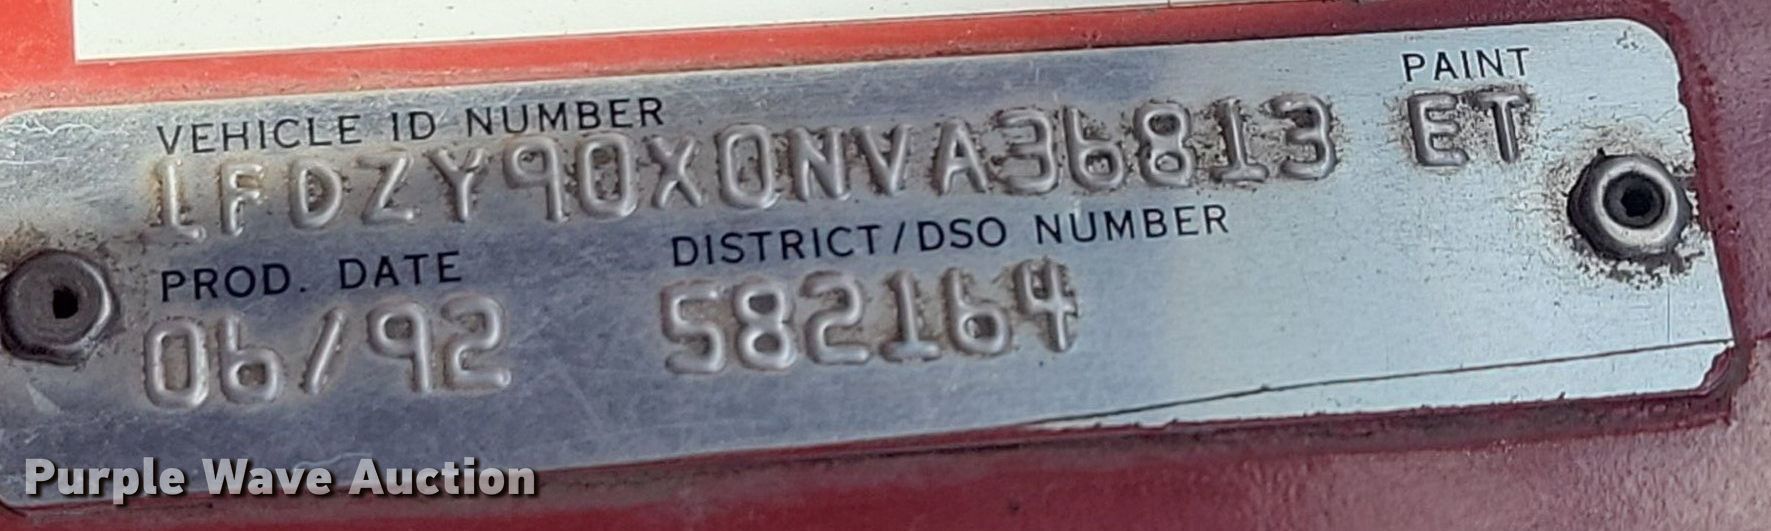 VEHICLE ID NUMBER PAINT
1FDZY90X0NVA36813 ET
PROD. DATE DISTRICT/DSO NUMBER
06/92 582164
Purple Wave Auction